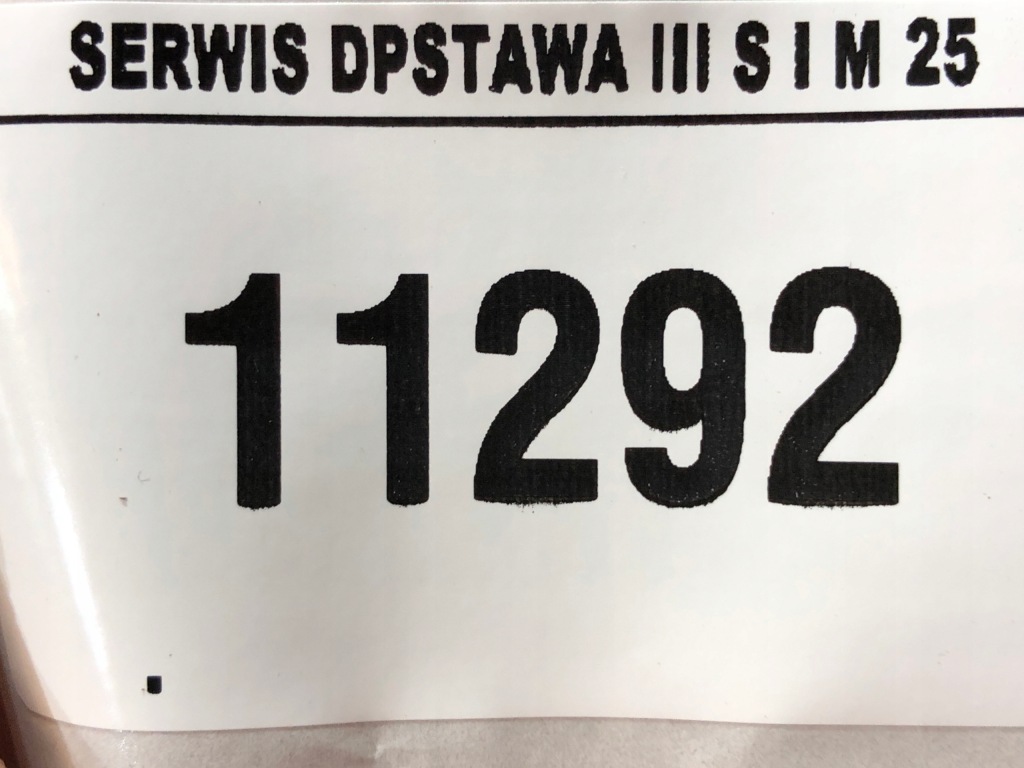 SERWIS DPSTAWA III S I M 25
11292
.